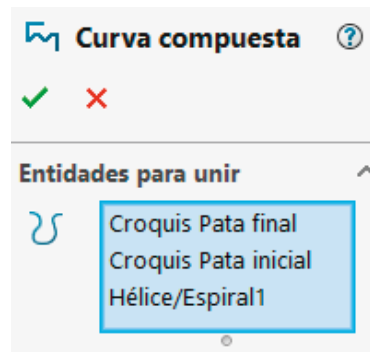 Curva compuesta ?
Entidades para unir
Croquis Pata final
Croquis Pata inicial
Hélice/Espiral1